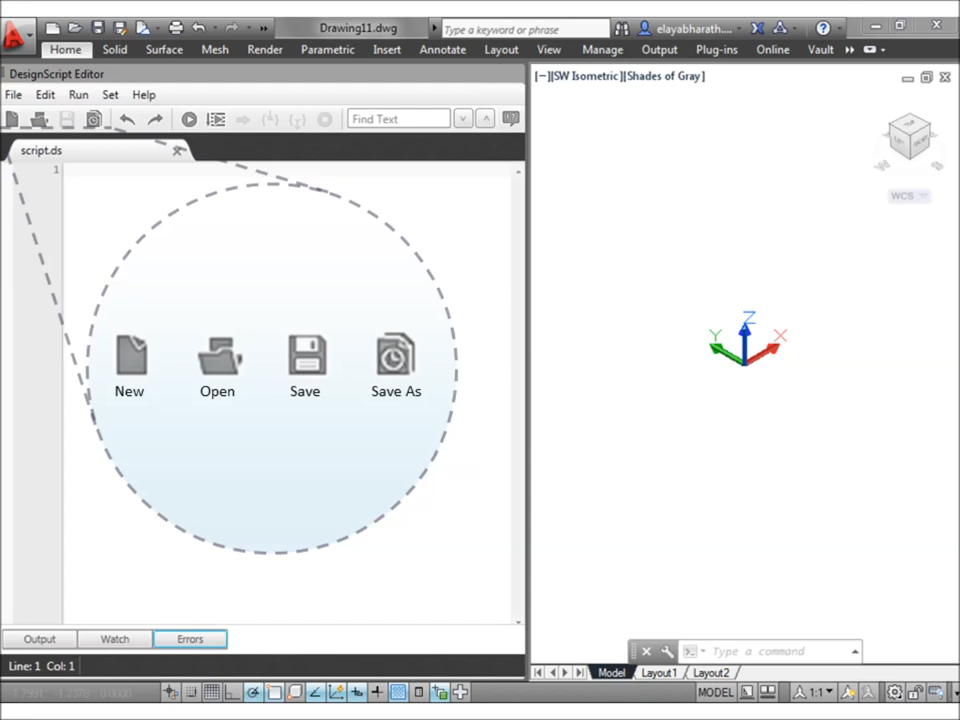 Drawing11.dwg
Type a keyword or phrase
elayabharath....
Home Solid Surface Mesh Render Parametric Insert Annotate Layout View Manage Output Plug-ins Online Vault
DesignScript Editor
[−]SW Isometric][Shades of Gray]
File Edit Run Set Help
Find Text
script.ds
1
WCS
Z
Y X
New Open Save Save As
Output Watch Errors
Type a command
Line: 1 Col: 1
Model Layout1 Layout2
MODEL 1:1